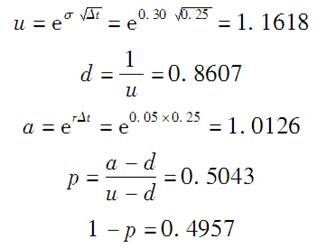 u = e^{σ √Δt} = e^{0. 30 √0. 25} = 1. 1618
d = 1/u = 0. 8607
a = e^{rΔt} = e^{0. 05 × 0. 25} = 1. 0126
p = (a − d)/(u − d) = 0. 5043
1 − p = 0. 4957